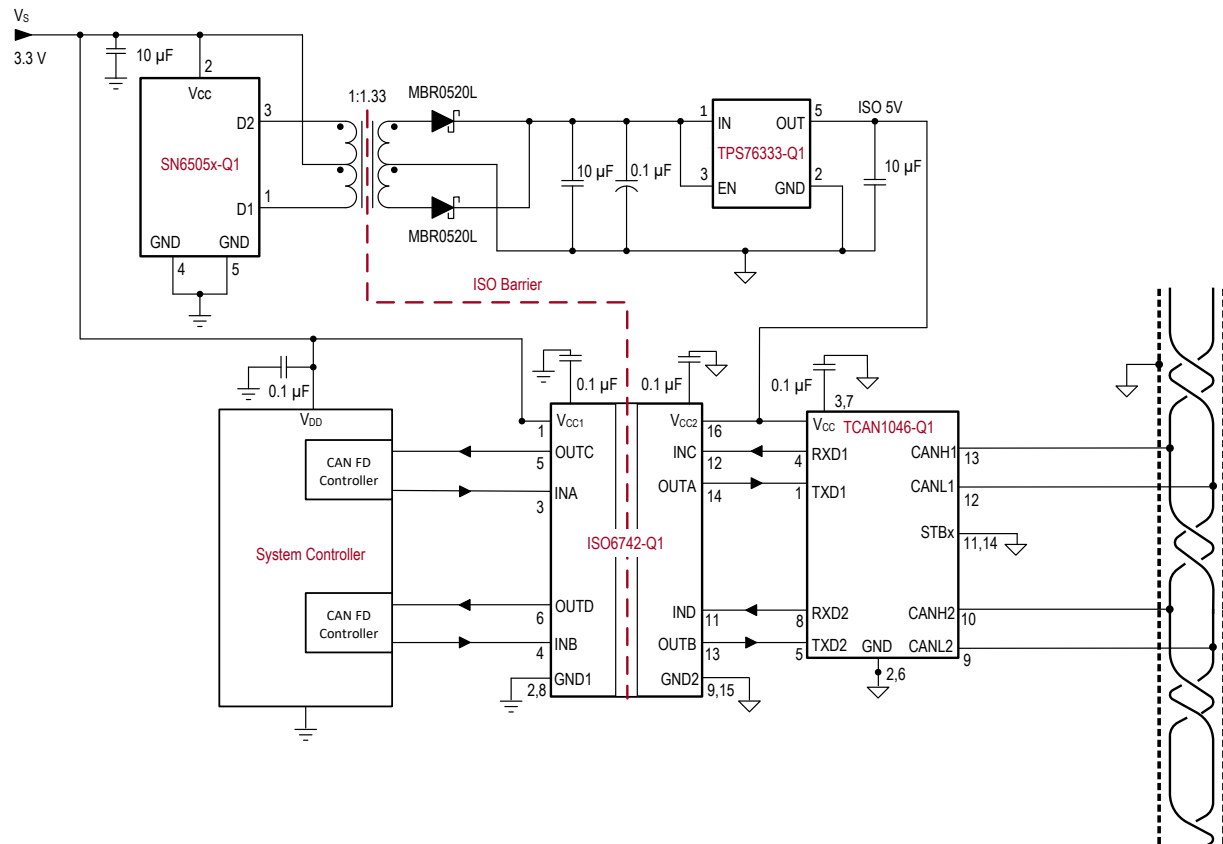 VS
3.3 V
10 µF
2
Vcc
3
D2
SN6505x-Q1
1
D1
GND
GND
4
5
1:1.33
MBR0520L
MBR0520L
10 µF
0.1 µF
1
IN
OUT
5
TPS76333-Q1
3
EN
GND
2
ISO 5V
10 µF
ISO Barrier
0.1 µF
VDD
CAN FD
Controller
System Controller
CAN FD
Controller
0.1 µF
0.1 µF
VCC1
1
OUTC
5
INA
3
ISO6742-Q1
OUTD
6
INB
4
GND1
2,8
VCC2
16
INC
12
OUTA
14
IND
11
OUTB
13
GND2
9,15
0.1 µF
3,7
VCC
TCAN1046-Q1
4
RXD1
1
TXD1
8
RXD2
5
TXD2
GND
2,6
CANH1
13
CANL1
12
STBx
11,14
CANH2
10
CANL2
9